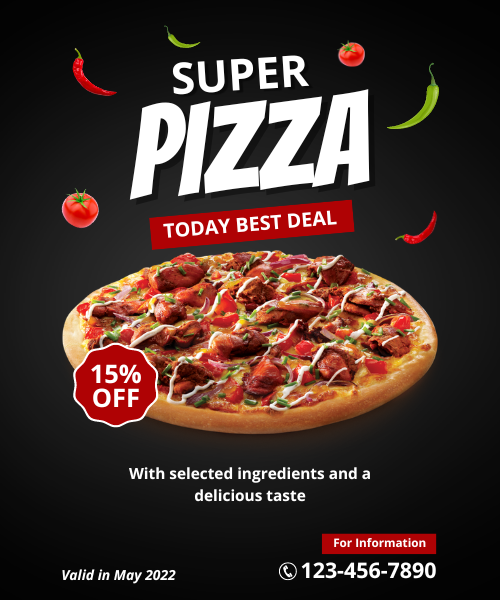 SUPER
PIZZA
TODAY BEST DEAL
15%
OFF
With selected ingredients and a
delicious taste
For Information
Valid in May 2022
123-456-7890